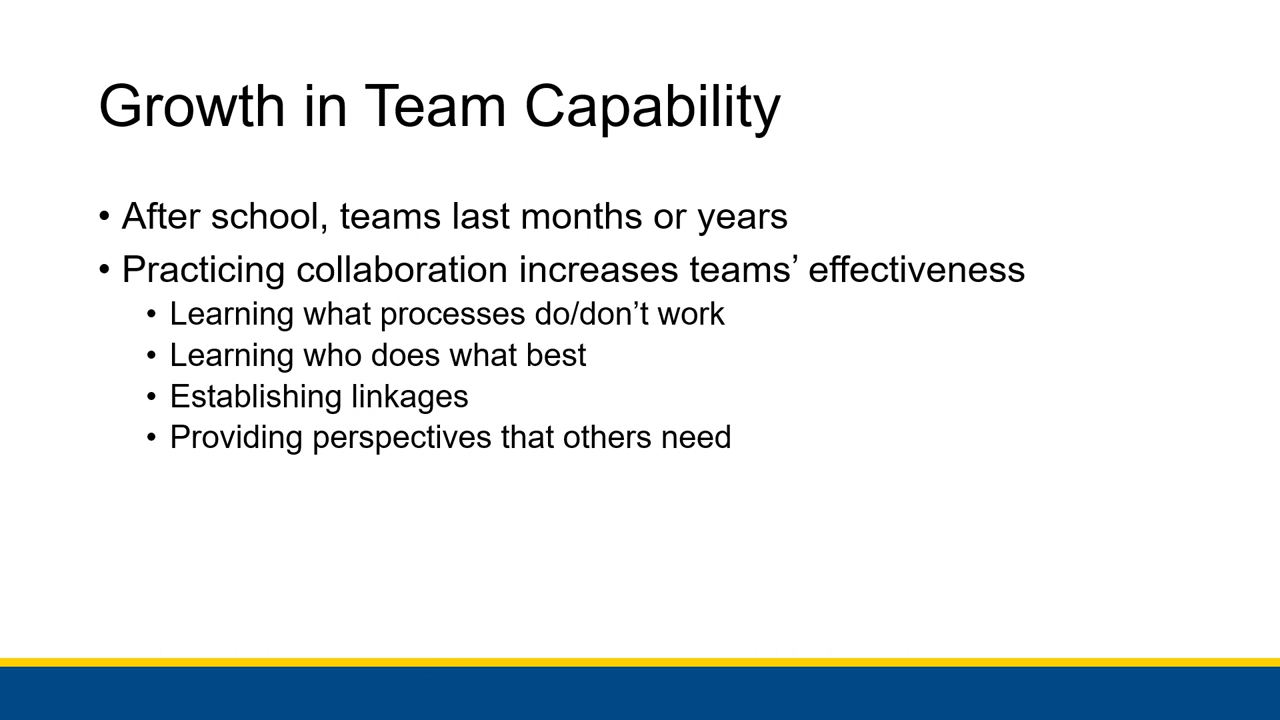 Growth in Team Capability
• After school, teams last months or years
• Practicing collaboration increases teams’ effectiveness
• Learning what processes do/don’t work
• Learning who does what best
• Establishing linkages
• Providing perspectives that others need